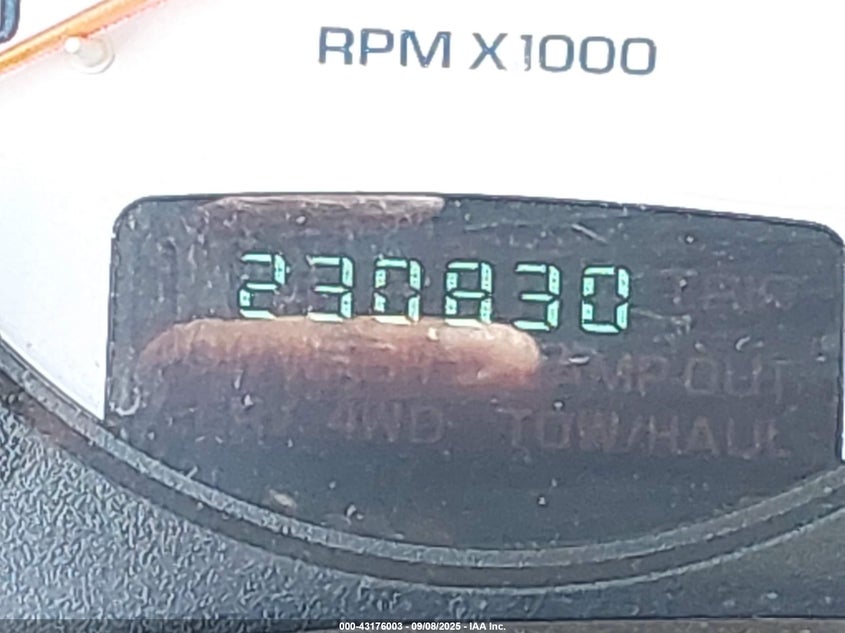 RPM X1000
230830
4WD TOW/HAUL
000-43176003 - 09/08/2025 - IAA Inc.